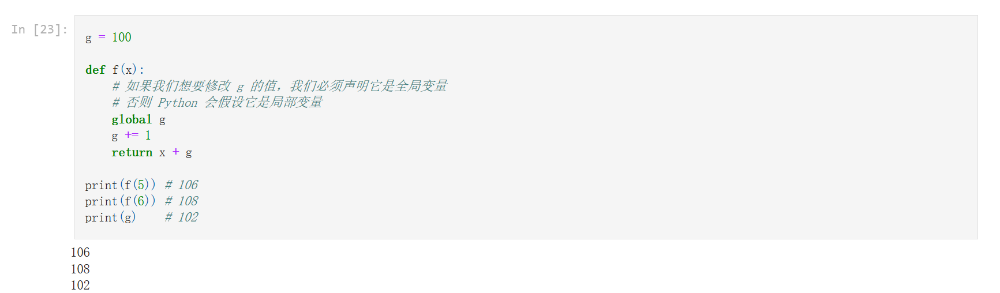 In [23]:
g = 100
def f(x):
    # 如果我们想要修改 g 的值，我们必须声明它是全局变量
    # 否则 Python 会假设它是局部变量
    global g
    g += 1
    return x + g
print(f(5)) # 106
print(f(6)) # 108
print(g)    # 102
106
108
102